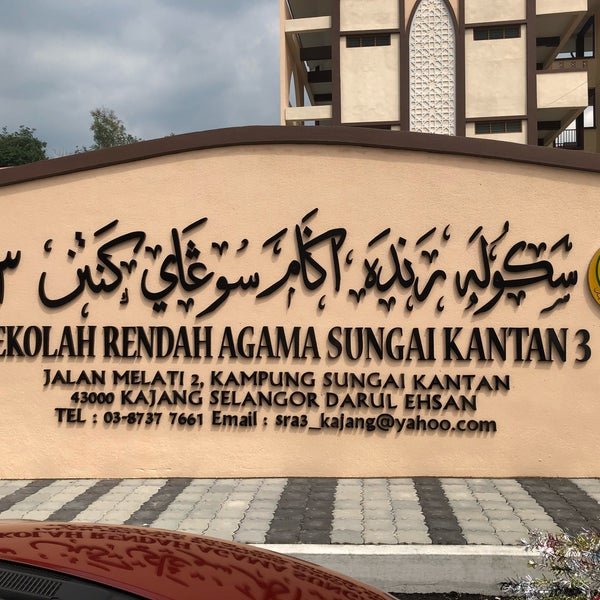 سكوله رنده اݢام سوڠاي كنتن ٣
EKOLAH RENDAH AGAMA SUNGAI KANTAN 3
JALAN MELATI 2, KAMPUNG SUNGAI KANTAN
43000 KAJANG SELANGOR DARUL EHSAN
TEL : 03-8737 7661 Email : sra3_kajang@yahoo.com